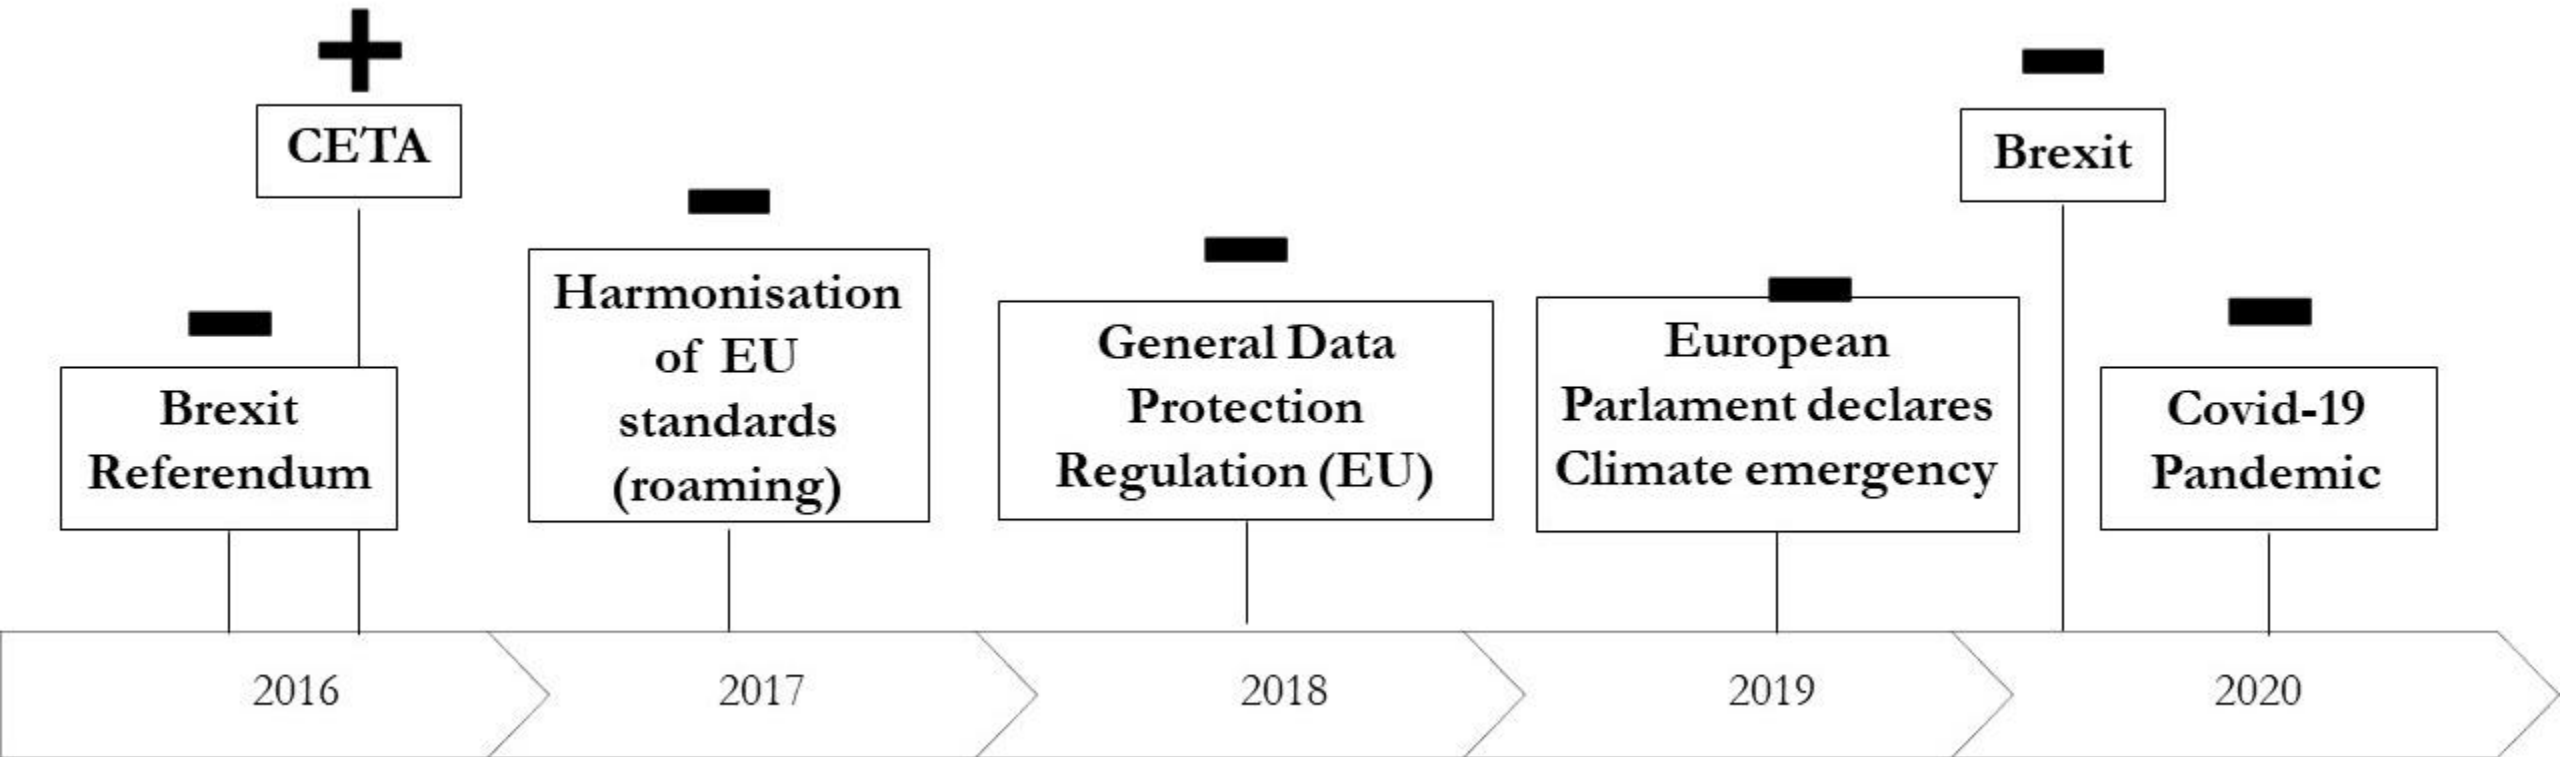 CETA
Brexit
Referendum
Harmonisation
of EU
standards
(roaming)
General Data
Protection
Regulation (EU)
European
Parlament declares
Climate emergency
Brexit
Covid-19
Pandemic
2016
2017
2018
2019
2020